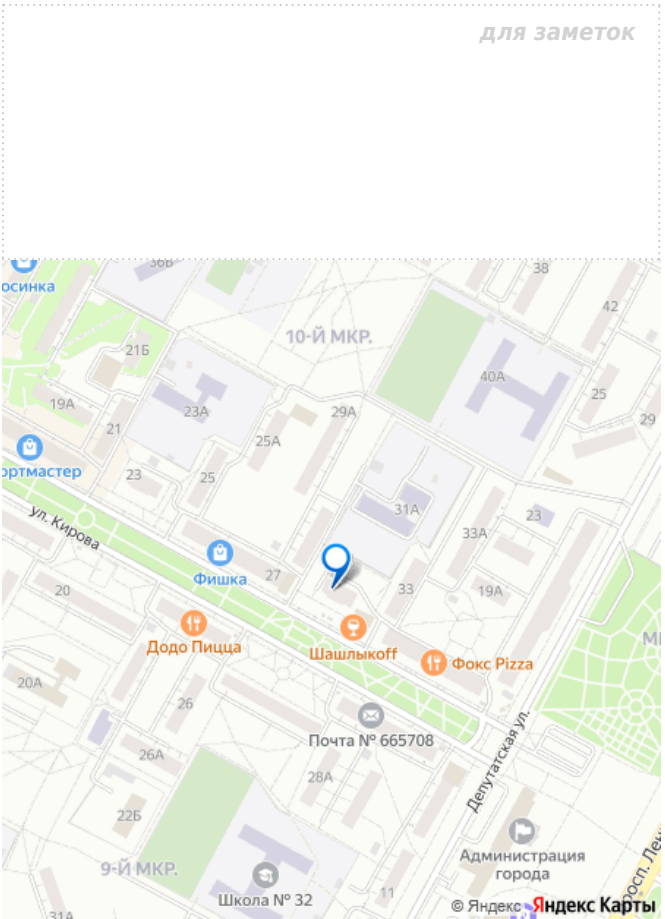 для заметок
36В
38
осинка
42
10-Й МКР.
21Б
40А
25
19А
23А
29А
29
21
25А
ортмастер
23
25
31А
ул. Кирова
33А
23
Фишка
27
20
33
19А
Додо Пицца
Шашлыкoff
Фокс Pizza
20А
26
Почта № 665708
26А
28А
Депутатская ул.
22Б
9-Й МКР.
Администрация
города
Школа № 32
11
31А
просп. Лени
© Яндекс Яндекс Карты